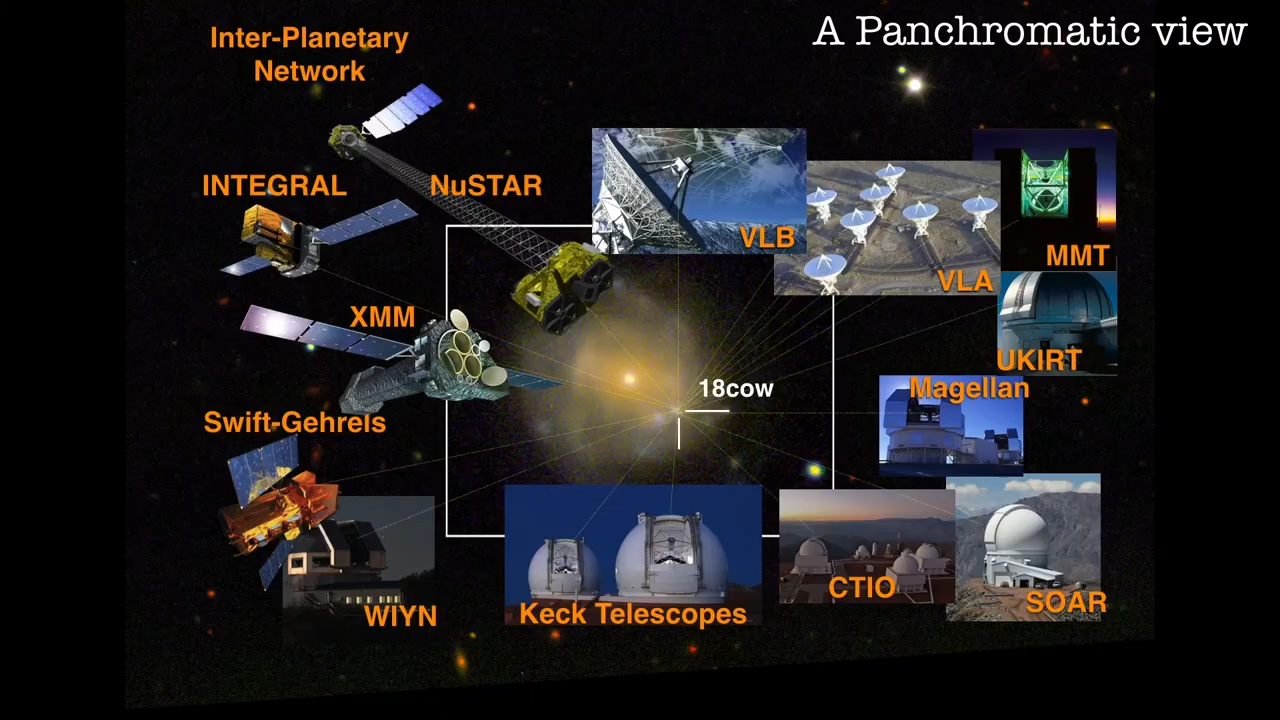 A Panchromatic view
Inter-Planetary
Network
INTEGRAL
NuSTAR
VLB
VLA
MMT
XMM
UKIRT
18cow
Magellan
Swift-Gehrels
WIYN
Keck Telescopes
CTIO
SOAR